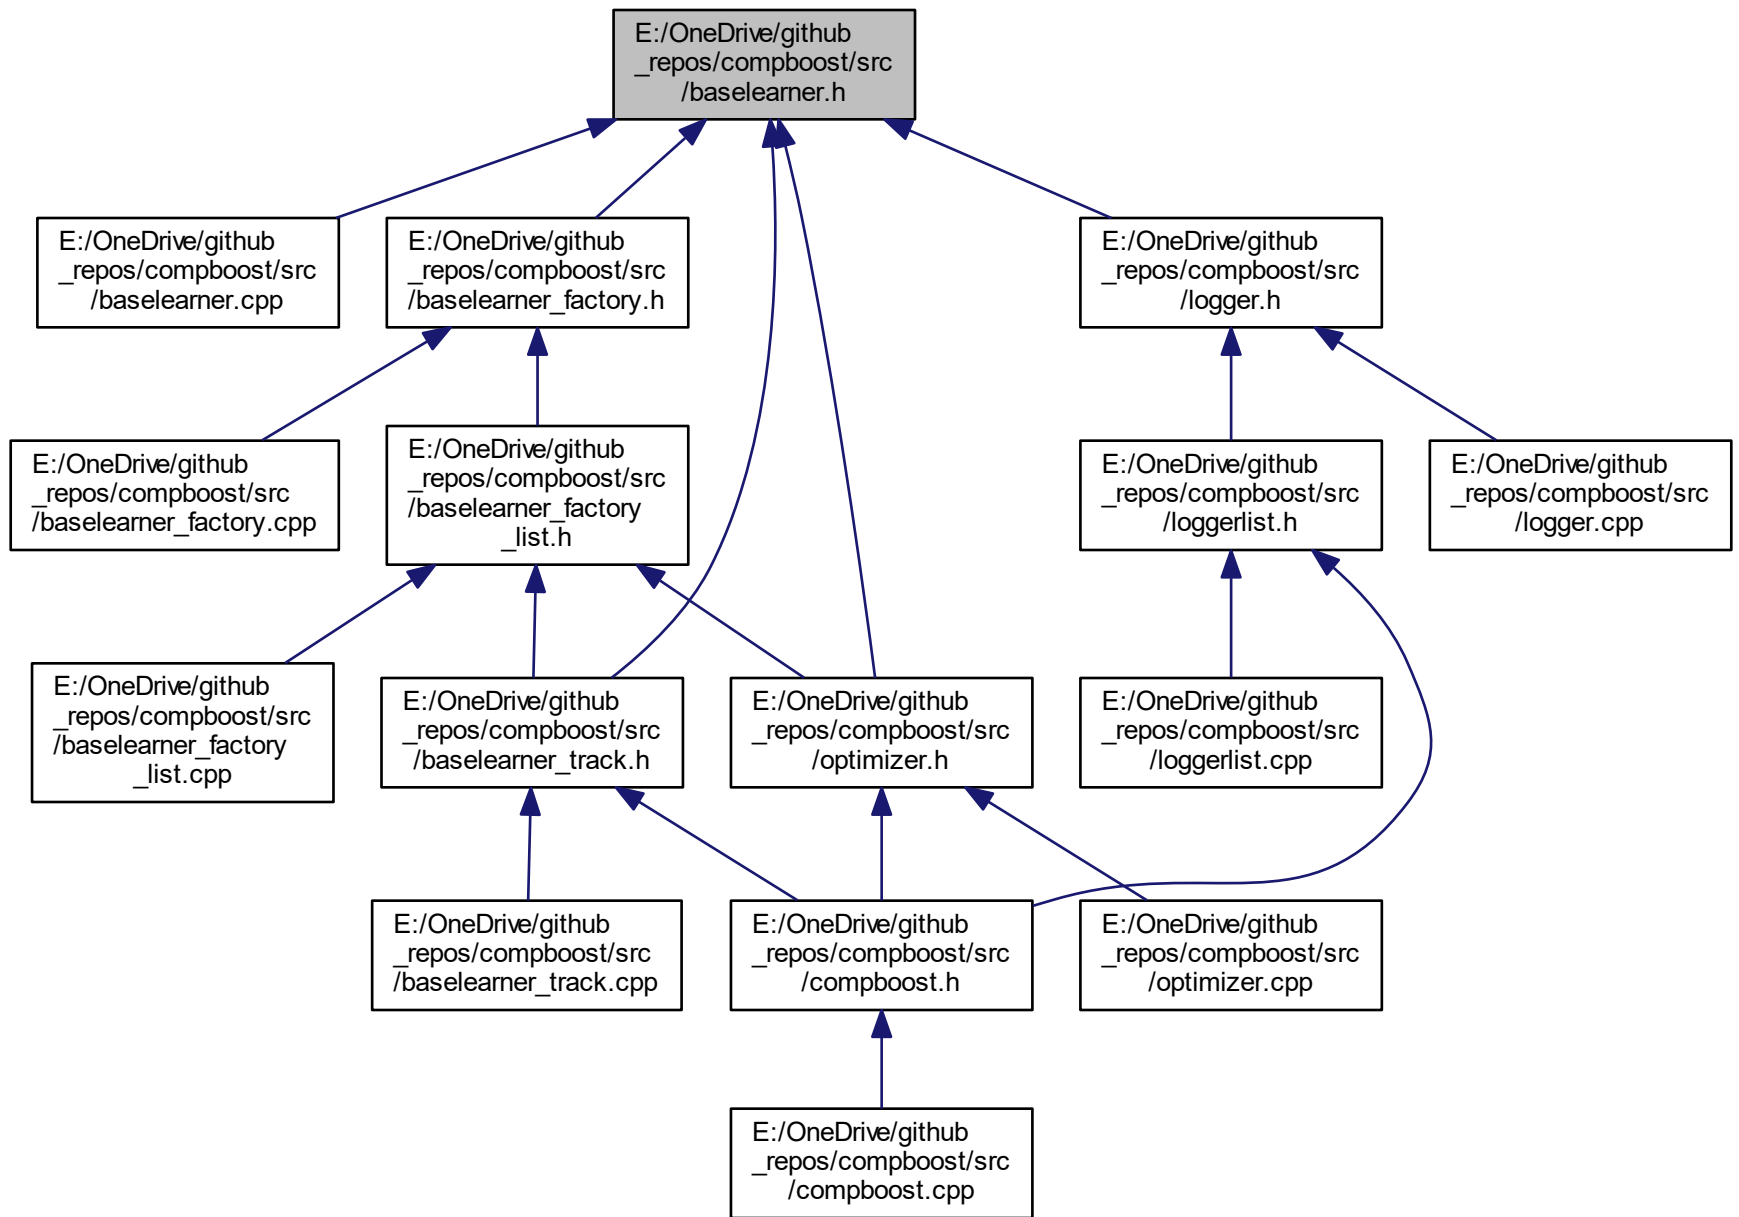 E:/OneDrive/github
_repos/compboost/src
/baselearner.h
E:/OneDrive/github
_repos/compboost/src
/baselearner.cpp
E:/OneDrive/github
_repos/compboost/src
/baselearner_factory.h
E:/OneDrive/github
_repos/compboost/src
/logger.h
E:/OneDrive/github
_repos/compboost/src
/baselearner_factory.cpp
E:/OneDrive/github
_repos/compboost/src
/baselearner_factory
_list.h
E:/OneDrive/github
_repos/compboost/src
/loggerlist.h
E:/OneDrive/github
_repos/compboost/src
/logger.cpp
E:/OneDrive/github
_repos/compboost/src
/baselearner_factory
_list.cpp
E:/OneDrive/github
_repos/compboost/src
/baselearner_track.h
E:/OneDrive/github
_repos/compboost/src
/optimizer.h
E:/OneDrive/github
_repos/compboost/src
/loggerlist.cpp
E:/OneDrive/github
_repos/compboost/src
/baselearner_track.cpp
E:/OneDrive/github
_repos/compboost/src
/compboost.h
E:/OneDrive/github
_repos/compboost/src
/optimizer.cpp
E:/OneDrive/github
_repos/compboost/src
/compboost.cpp